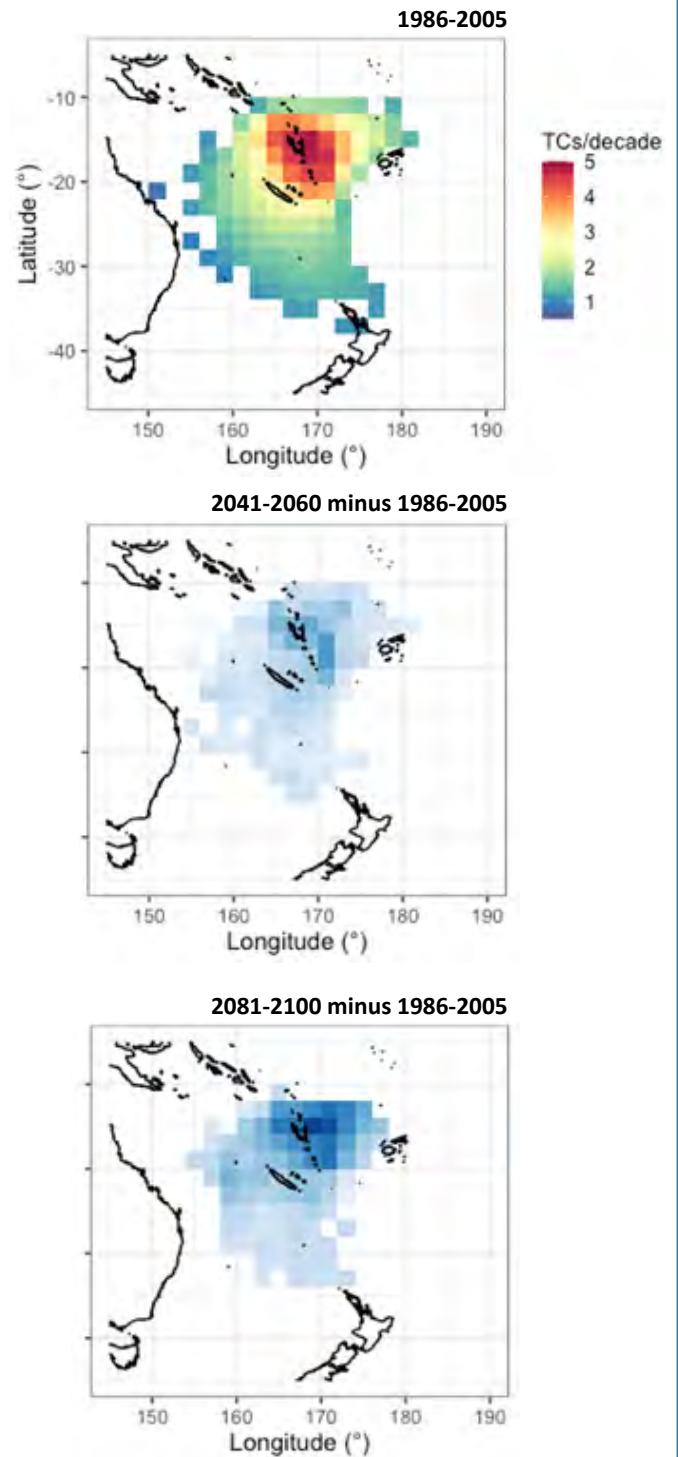 1986-2005
-10
-20
-30
-40
Latitude (°)
150 160 170 180 190
Longitude (°)
TCs/decade
5
4
3
2
1
2041-2060 minus 1986-2005
150 160 170 180 190
Longitude (°)
2081-2100 minus 1986-2005
150 160 170 180 190
Longitude (°)